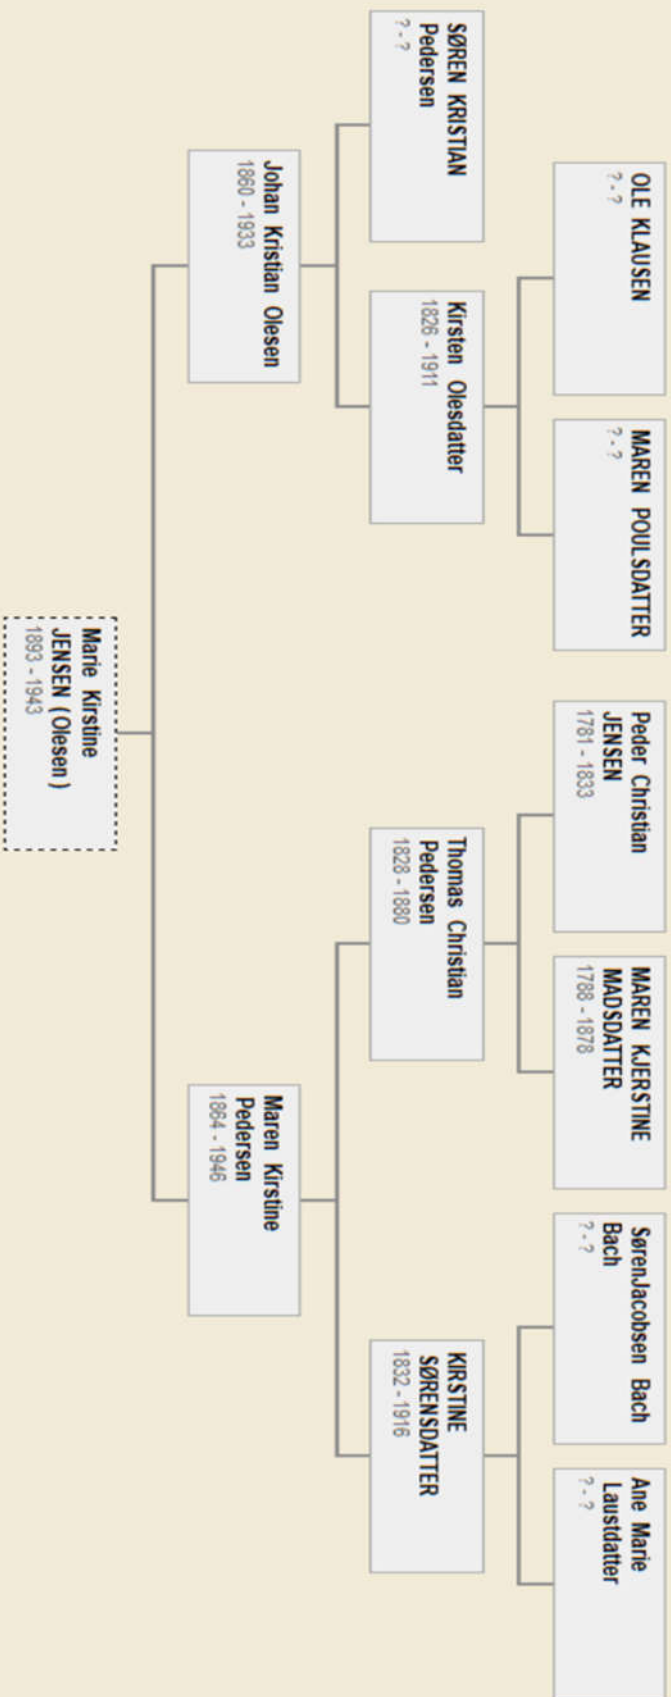 OLE KLAUSEN
? - ?
MAREN POULSDATTER
? - ?
Peder Christian
JENSEN
1781 - 1833
MAREN KJERSTINE
MADSDATTER
1788 - 1878
SørenJacobsen Bach
Bach
? - ?
Ane Marie
Laustdatter
? - ?
SØREN KRISTIAN
Pedersen
? - ?
Kirsten Olesdatter
1826 - 1911
Thomas Christian
Pedersen
1828 - 1880
KIRSTINE
SØRENSDATTER
1832 - 1916
Johan Kristian Olesen
1860 - 1933
Maren Kirstine
Pedersen
1864 - 1946
Marie Kirstine
JENSEN (Olesen)
1893 - 1943